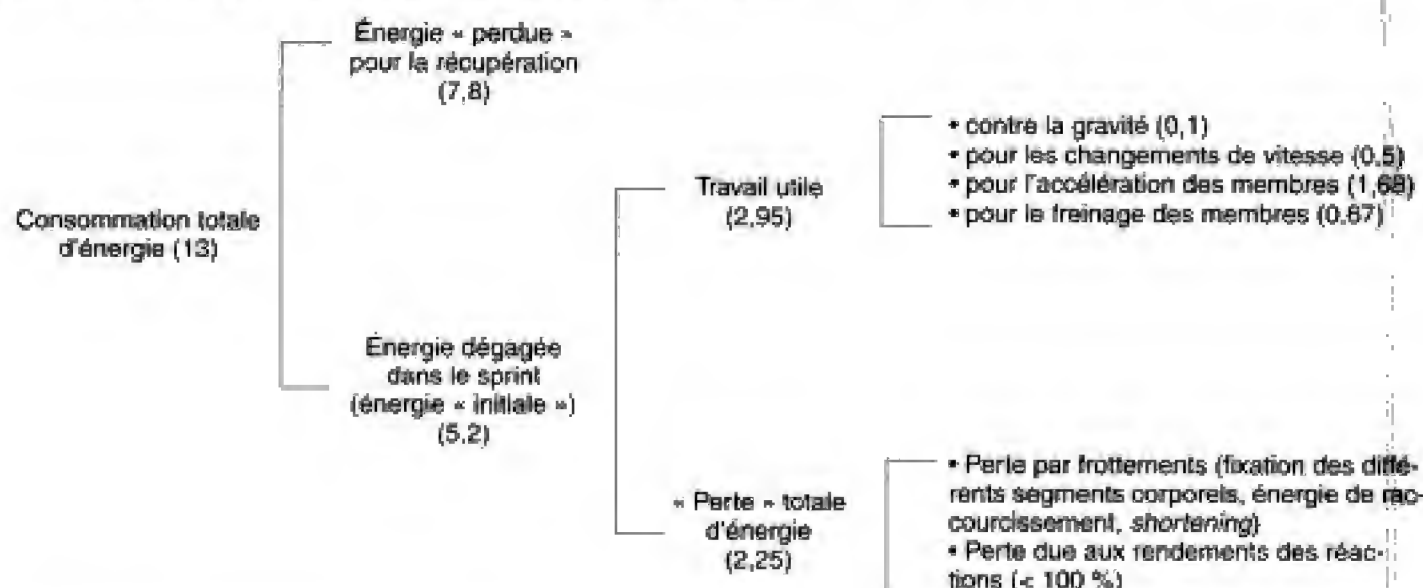 Énergie « perdue »
pour la récupération
(7,8)
• contre la gravité (0,1)
• pour les changements de vitesse (0,5)
• pour l'accélération des membres (1,68)
• pour le freinage des membres (0,67)
Travail utile
(2,95)
Consommation totale
d'énergie (13)
Énergie dégagée
dans le sprint
(énergie « initiale »)
(5,2)
« Perte » totale
d'énergie
(2,25)
• Perte par frottements (fixation des diffé-
rents segments corporels, énergie de rac-
courcissement, shortening)
• Perte due aux rendements des réac-
tions (< 100 %)